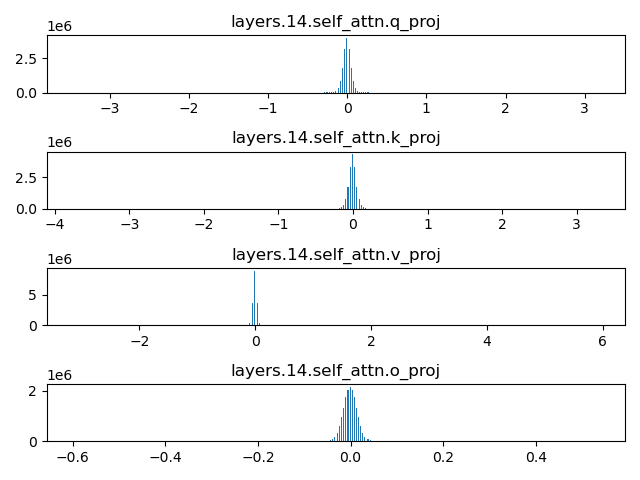 layers.14.self_attn.q_proj
1e6
2.5
0.0
−3 −2 −1 0 1 2 3
layers.14.self_attn.k_proj
1e6
2.5
0.0
−4 −3 −2 −1 0 1 2 3
layers.14.self_attn.v_proj
1e6
5
0
−2 0 2 4 6
layers.14.self_attn.o_proj
1e6
2
0
−0.6 −0.4 −0.2 0.0 0.2 0.4